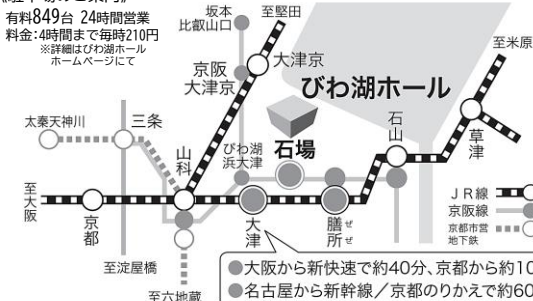 有料849台 24時間営業
料金:4時間まで毎時210円
※詳細はびわ湖ホール
ホームページにて
坂本
比叡山口
至堅田
大津京
京阪
大津京
びわ湖ホール
至米原
太秦天神川
三条
山科
びわ湖
浜大津
石場
石山
草津
至大阪
京都
大津
膳所
ぜぜ
JR線
京阪線
京都市営
地下鉄
至淀屋橋
至六地蔵
●大阪から新快速で約40分、京都から約10
●名古屋から新幹線／京都のりかえで約60